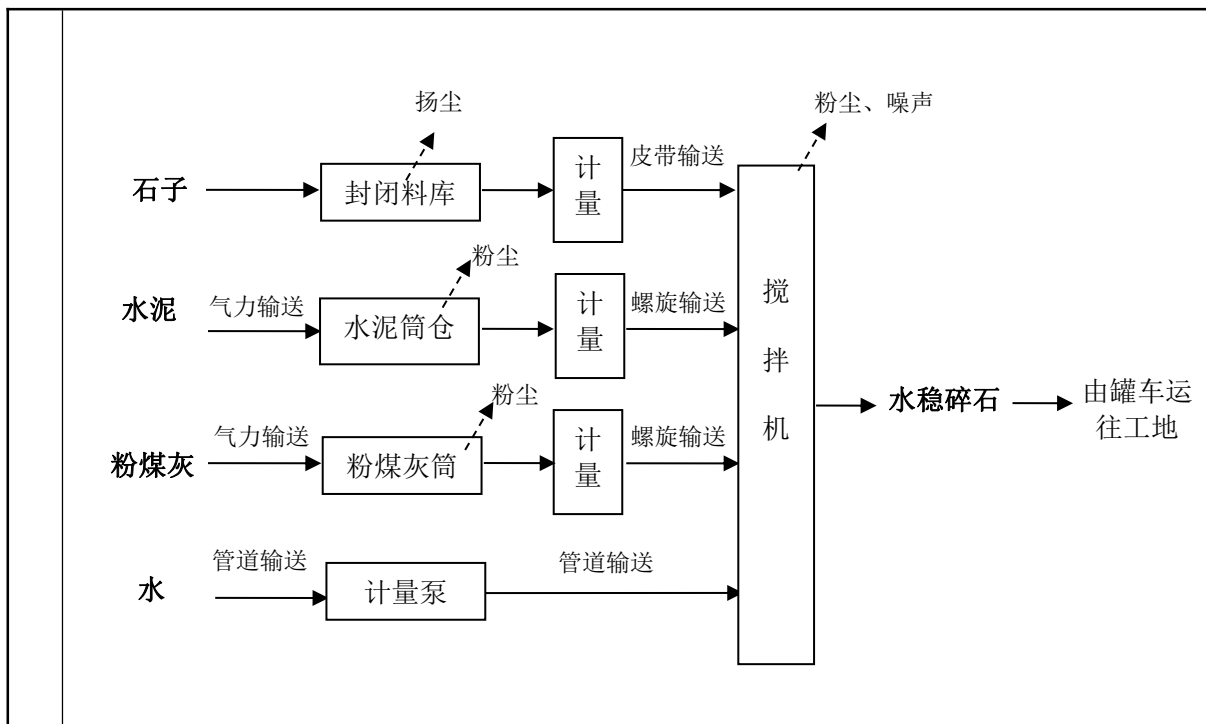 扬尘
粉尘、噪声
石子
封闭料库
计
量
皮带输送
粉尘
水泥
气力输送
水泥筒仓
计
量
螺旋输送
搅
拌
机
粉尘
粉煤灰
气力输送
粉煤灰筒
计
量
螺旋输送
水稳碎石
由罐车运
往工地
水
管道输送
计量泵
管道输送